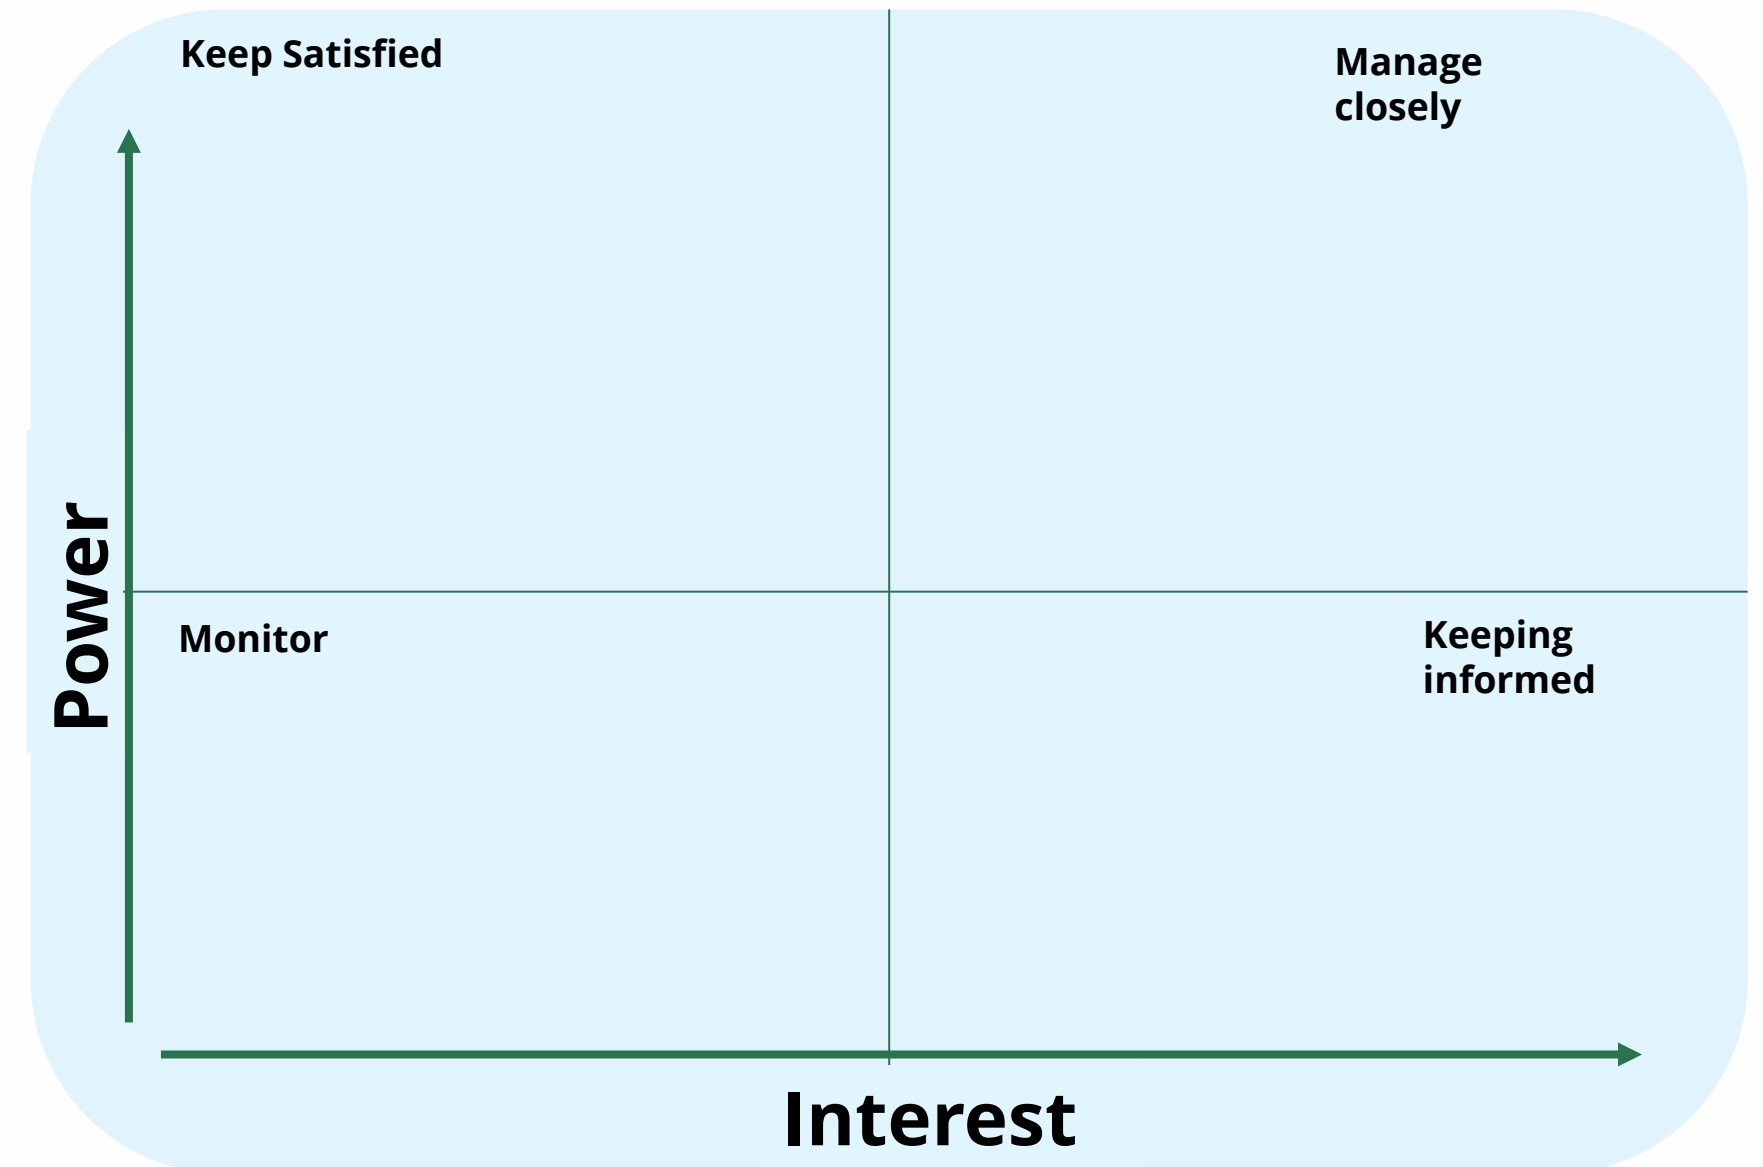 Keep Satisfied
Manage
closely
Power
Monitor
Keeping
informed
Interest